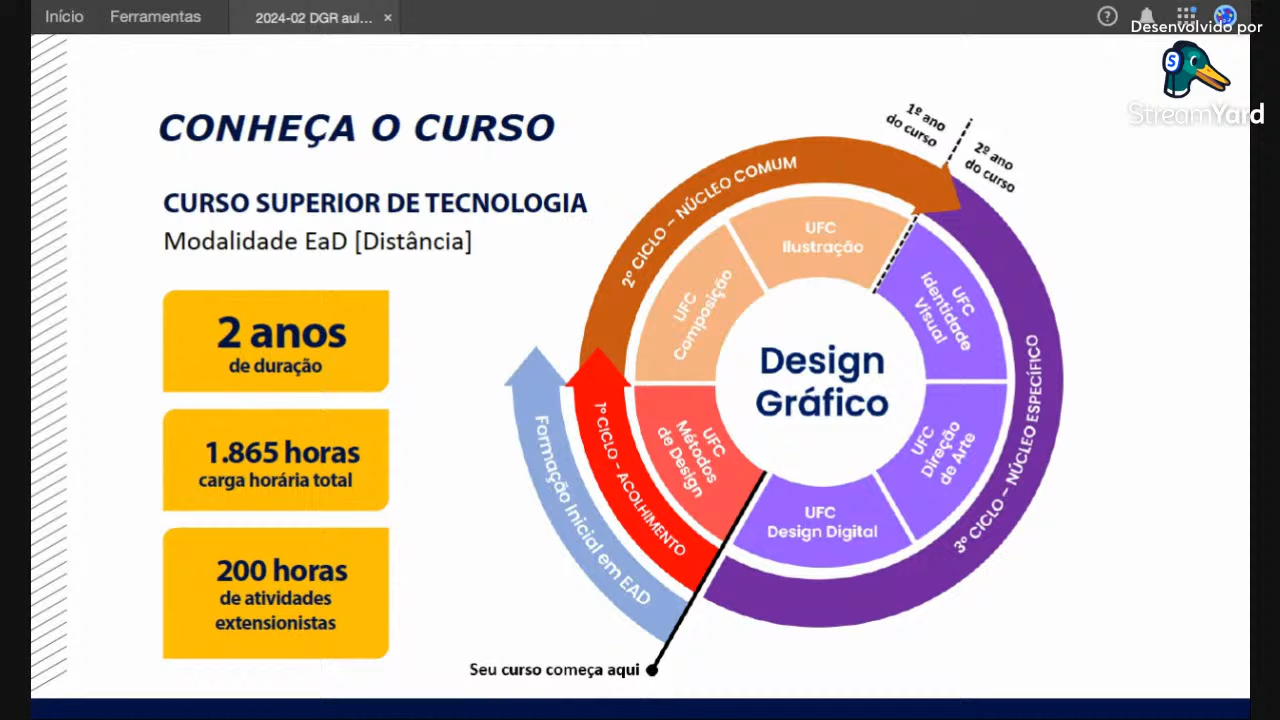 Início
Ferramentas
2024-02 DGR aul...
×
?
Desenvolvido por
S
StreamYard
CONHEÇA O CURSO
CURSO SUPERIOR DE TECNOLOGIA
Modalidade EaD [Distância]
2 anos
de duração
1.865 horas
carga horária total
200 horas
de atividades
extensionistas
1º ano
do curso
2º ano
do curso
2º CICLO – NÚCLEO COMUM
UFC
Ilustração
UFC
Composição
UFC
Identidade
Visual
Design
Gráfico
3º CICLO – NÚCLEO ESPECÍFICO
UFC
Direção
de Arte
UFC
Design Digital
UFC
Métodos
de Design
1º CICLO – ACOLHIMENTO
Formação Inicial em EAD
Seu curso começa aqui